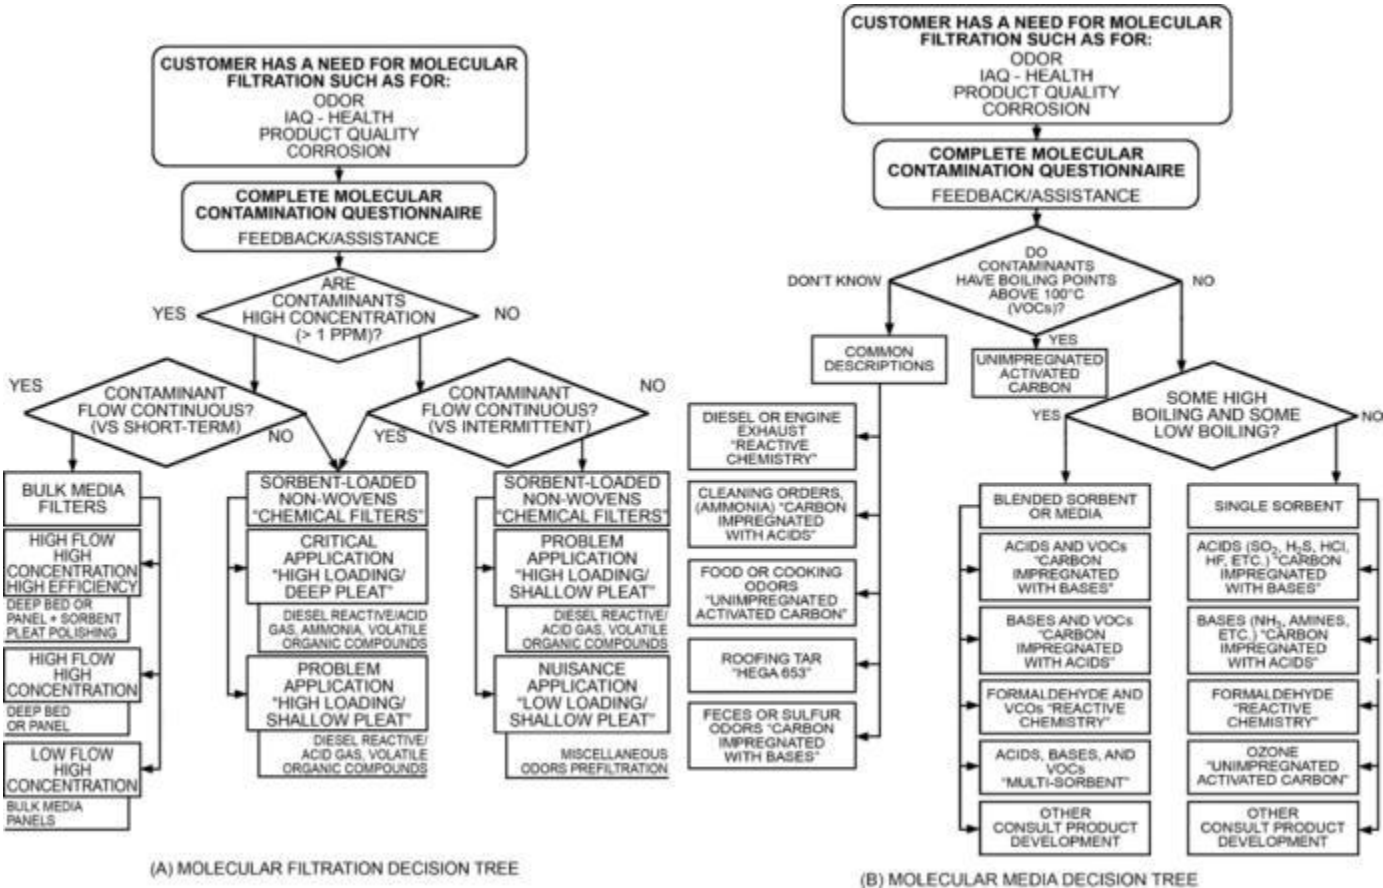 CUSTOMER HAS A NEED FOR MOLECULAR
FILTRATION SUCH AS FOR:
ODOR
IAQ - HEALTH
PRODUCT QUALITY
CORROSION
COMPLETE MOLECULAR
CONTAMINATION QUESTIONNAIRE
FEEDBACK/ASSISTANCE
ARE
CONTAMINANTS
HIGH CONCENTRATION
(> 1 PPM)?
YES
NO
YES
CONTAMINANT
FLOW CONTINUOUS?
(VS SHORT-TERM)
NO
CONTAMINANT
FLOW CONTINUOUS?
(VS INTERMITTENT)
YES
NO
BULK MEDIA
FILTERS
HIGH FLOW
HIGH
CONCENTRATION
HIGH EFFICIENCY
DEEP BED OR
PANEL + SORBENT
PLEAT POLISHING
HIGH FLOW
HIGH
CONCENTRATION
DEEP BED
OR PANEL
LOW FLOW
HIGH
CONCENTRATION
BULK MEDIA
PANELS
SORBENT-LOADED
NON-WOVENS
"CHEMICAL FILTERS"
CRITICAL
APPLICATION
"HIGH LOADING/
DEEP PLEAT"
DIESEL REACTIVE/ACID
GAS, AMMONIA, VOLATILE
ORGANIC COMPOUNDS
PROBLEM
APPLICATION
"HIGH LOADING/
SHALLOW PLEAT"
DIESEL REACTIVE/
ACID GAS, VOLATILE
ORGANIC COMPOUNDS
SORBENT-LOADED
NON-WOVENS
"CHEMICAL FILTERS"
PROBLEM
APPLICATION
"HIGH LOADING/
SHALLOW PLEAT"
DIESEL REACTIVE/
ACID GAS, VOLATILE
ORGANIC COMPOUNDS
NUISANCE
APPLICATION
"LOW LOADING/
SHALLOW PLEAT"
MISCELLANEOUS
ODORS PREFILTRATION
(A) MOLECULAR FILTRATION DECISION TREE
CUSTOMER HAS A NEED FOR MOLECULAR
FILTRATION SUCH AS FOR:
ODOR
IAQ - HEALTH
PRODUCT QUALITY
CORROSION
COMPLETE MOLECULAR
CONTAMINATION QUESTIONNAIRE
FEEDBACK/ASSISTANCE
DO
CONTAMINANTS
HAVE BOILING POINTS
ABOVE 100°C
(VOCs)?
DON'T KNOW
NO
YES
COMMON
DESCRIPTIONS
UNIMPREGNATED
ACTIVATED
CARBON
SOME HIGH
BOILING AND SOME
LOW BOILING?
YES
NO
DIESEL OR ENGINE
EXHAUST
"REACTIVE
CHEMISTRY"
CLEANING ORDERS,
(AMMONIA) "CARBON
IMPREGNATED
WITH ACIDS"
FOOD OR COOKING
ODORS
"UNIMPREGNATED
ACTIVATED CARBON"
ROOFING TAR
"HEGA 653"
FECES OR SULFUR
ODORS "CARBON
IMPREGNATED
WITH BASES"
BLENDED SORBENT
OR MEDIA
ACIDS AND VOCs
"CARBON
IMPREGNATED
WITH BASES"
BASES AND VOCs
"CARBON
IMPREGNATED
WITH ACIDS"
FORMALDEHYDE AND
VCOs "REACTIVE
CHEMISTRY"
ACIDS, BASES, AND
VOCs
"MULTI-SORBENT"
OTHER
CONSULT PRODUCT
DEVELOPMENT
SINGLE SORBENT
ACIDS (SO₂, H₂S, HCl,
HF, ETC.) "CARBON
IMPREGNATED
WITH BASES"
BASES (NH₃, AMINES,
ETC.) "CARBON
IMPREGNATED
WITH ACIDS"
FORMALDEHYDE
"REACTIVE
CHEMISTRY"
OZONE
"UNIMPREGNATED
ACTIVATED CARBON"
OTHER
CONSULT PRODUCT
DEVELOPMENT
(B) MOLECULAR MEDIA DECISION TREE